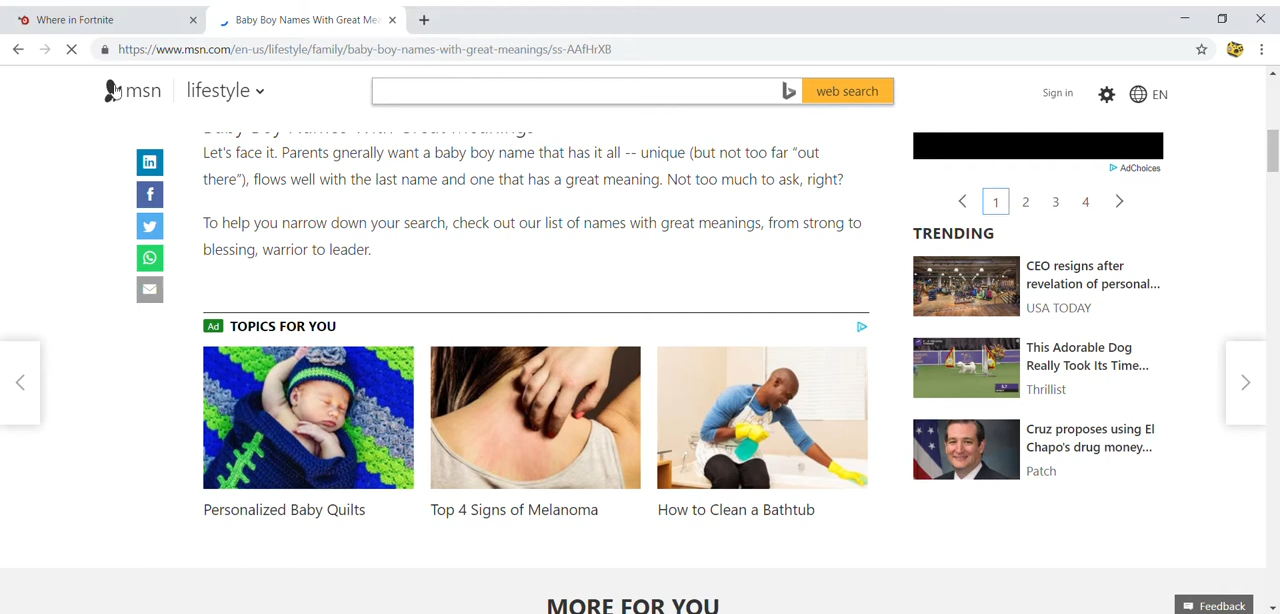 Where in Fortnite
Baby Boy Names With Great Me
https://www.msn.com/en-us/lifestyle/family/baby-boy-names-with-great-meanings/ss-AAfHrXB
msn
lifestyle
web search
Sign in
EN
Baby Boy Names With Great Meanings
Let's face it. Parents gnerally want a baby boy name that has it all -- unique (but not too far “out
there”), flows well with the last name and one that has a great meaning. Not too much to ask, right?
To help you narrow down your search, check out our list of names with great meanings, from strong to
blessing, warrior to leader.
AdChoices
1 2 3 4
TRENDING
CEO resigns after
revelation of personal...
USA TODAY
This Adorable Dog
Really Took Its Time...
Thrillist
Cruz proposes using El
Chapo's drug money...
Patch
Ad TOPICS FOR YOU
Personalized Baby Quilts
Top 4 Signs of Melanoma
How to Clean a Bathtub
MORE FOR YOU
Feedback